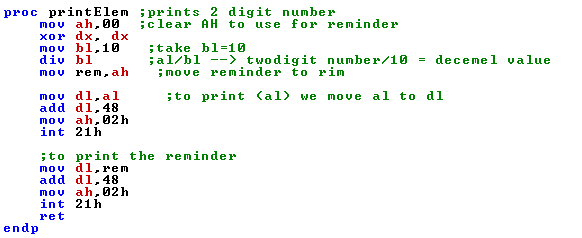 proc printElem ;prints 2 digit number
mov ah,00 ;clear AH to use for reminder
xor dx, dx
mov bl,10 ;take bl=10
div bl ;al/bl --> twodigit number/10 = decemel value
mov rem,ah ;move reminder to rim
mov dl,al ;to print (al) we move al to dl
add dl,48
mov ah,02h
int 21h
;to print the reminder
mov dl,rem
add dl,48
mov ah,02h
int 21h
ret
endp